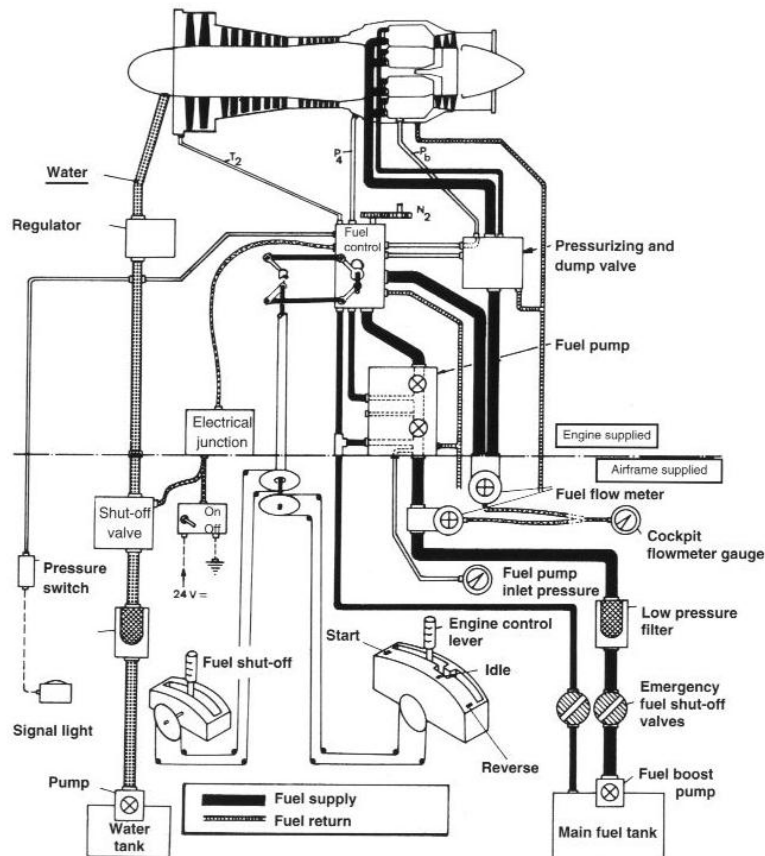 T2
P4
Pb
Water
N2
Regulator
Fuel
control
Pressurizing and
dump valve
Fuel pump
Electrical
junction
Engine supplied
Airframe supplied
Fuel flow meter
Shut-off
valve
On
Off
Cockpit
flowmeter gauge
Pressure
switch
24 V =
Fuel pump
inlet pressure
Low pressure
filter
Start
Engine control
lever
Idle
Fuel shut-off
Emergency
fuel shut-off
valves
Signal light
Reverse
Pump
Fuel boost
pump
Fuel supply
Fuel return
Water
tank
Main fuel tank